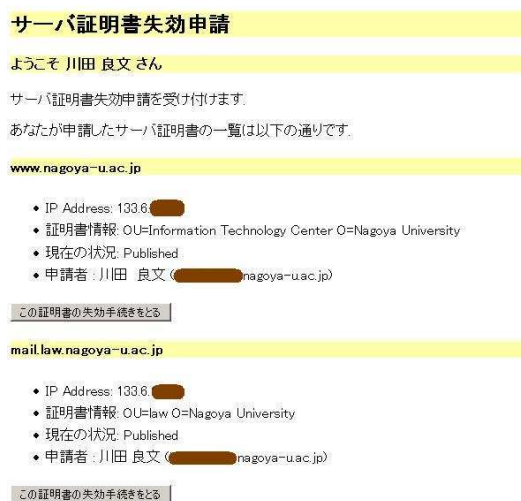 サーバ証明書失効申請
ようこそ 川田 良文 さん
サーバ証明書失効申請を受け付けます.
あなたが申請したサーバ証明書の一覧は以下の通りです.
www.nagoya-u.ac.jp
IP Address: 133.6.
証明書情報: OU=Information Technology Center O=Nagoya University
現在の状況: Published
申請者 : 川田 良文 (nagoya-u.ac.jp)
この証明書の失効手続きをとる
mail.law.nagoya-u.ac.jp
IP Address: 133.6.
証明書情報: OU=law O=Nagoya University
現在の状況: Published
申請者 : 川田 良文 (nagoya-u.ac.jp)
この証明書の失効手続きをとる